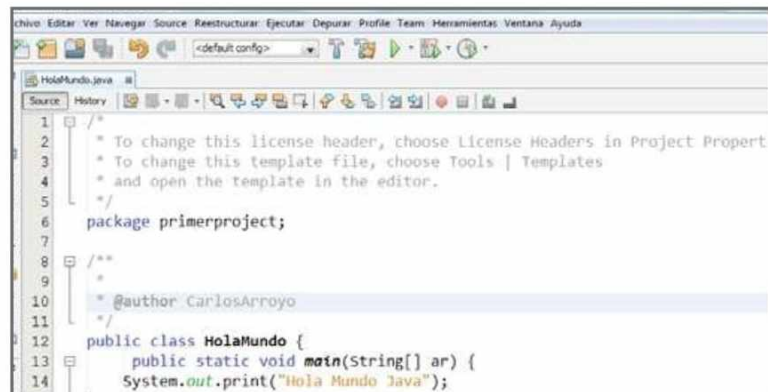 chivo Editar Ver Navegar Source Reestructurar Ejecutar Depurar Profile Team Herramientas Ventana Ayuda
<default config>
HolaMundo.java
Source History
1 /*
2 * To change this license header, choose License Headers in Project Propert
3 * To change this template file, choose Tools | Templates
4 * and open the template in the editor.
5 */
6 package primerproject;
7
8 /**
9 *
10 * @author CarlosArroyo
11 */
12 public class HolaMundo {
13 public static void main(String[] ar) {
14 System.out.print("Hola Mundo Java");